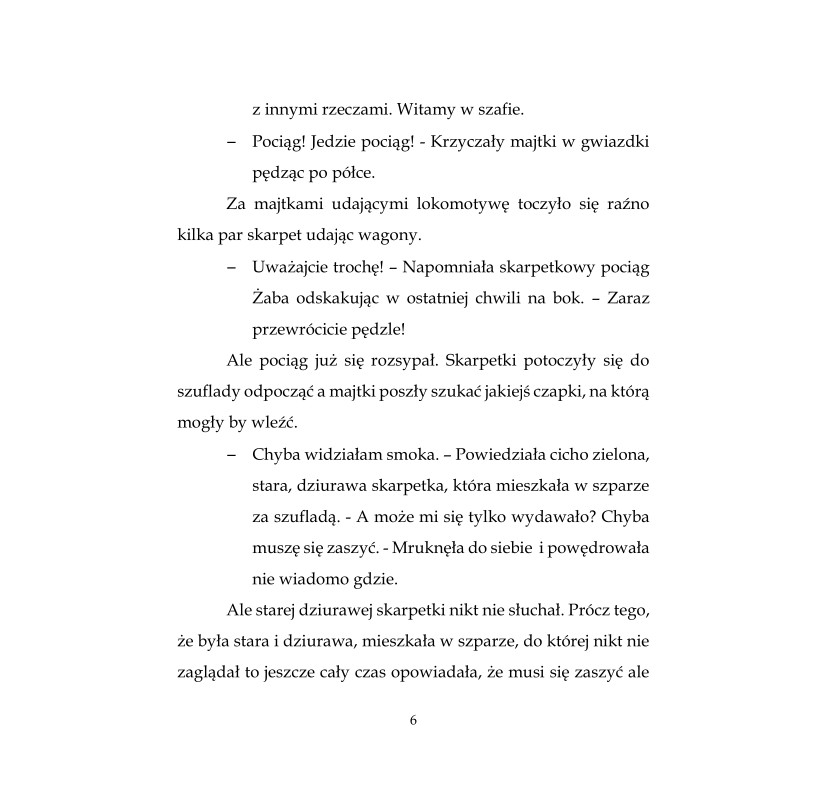 z innymi rzeczami. Witamy w szafie.
– Pociąg! Jedzie pociąg! - Krzyczały majtki w gwiazdki
pędząc po półce.
Za majtkami udającymi lokomotywę toczyło się raźno
kilka par skarpet udając wagony.
– Uważajcie trochę! – Napomniała skarpetkowy pociąg
Żaba odskakując w ostatniej chwili na bok. – Zaraz
przewrócicie pędzle!
Ale pociąg już się rozsypał. Skarpetki potoczyły się do
szuflady odpocząć a majtki poszły szukać jakiejś czapki, na którą
mogły by wleźć.
– Chyba widziałam smoka. – Powiedziała cicho zielona,
stara, dziurawa skarpetka, która mieszkała w szparze
za szufladą. - A może mi się tylko wydawało? Chyba
muszę się zaszyć. - Mruknęła do siebie i powędrowała
nie wiadomo gdzie.
Ale starej dziurawej skarpetki nikt nie słuchał. Prócz tego,
że była stara i dziurawa, mieszkała w szparze, do której nikt nie
zaglądał to jeszcze cały czas opowiadała, że musi się zaszyć ale
6